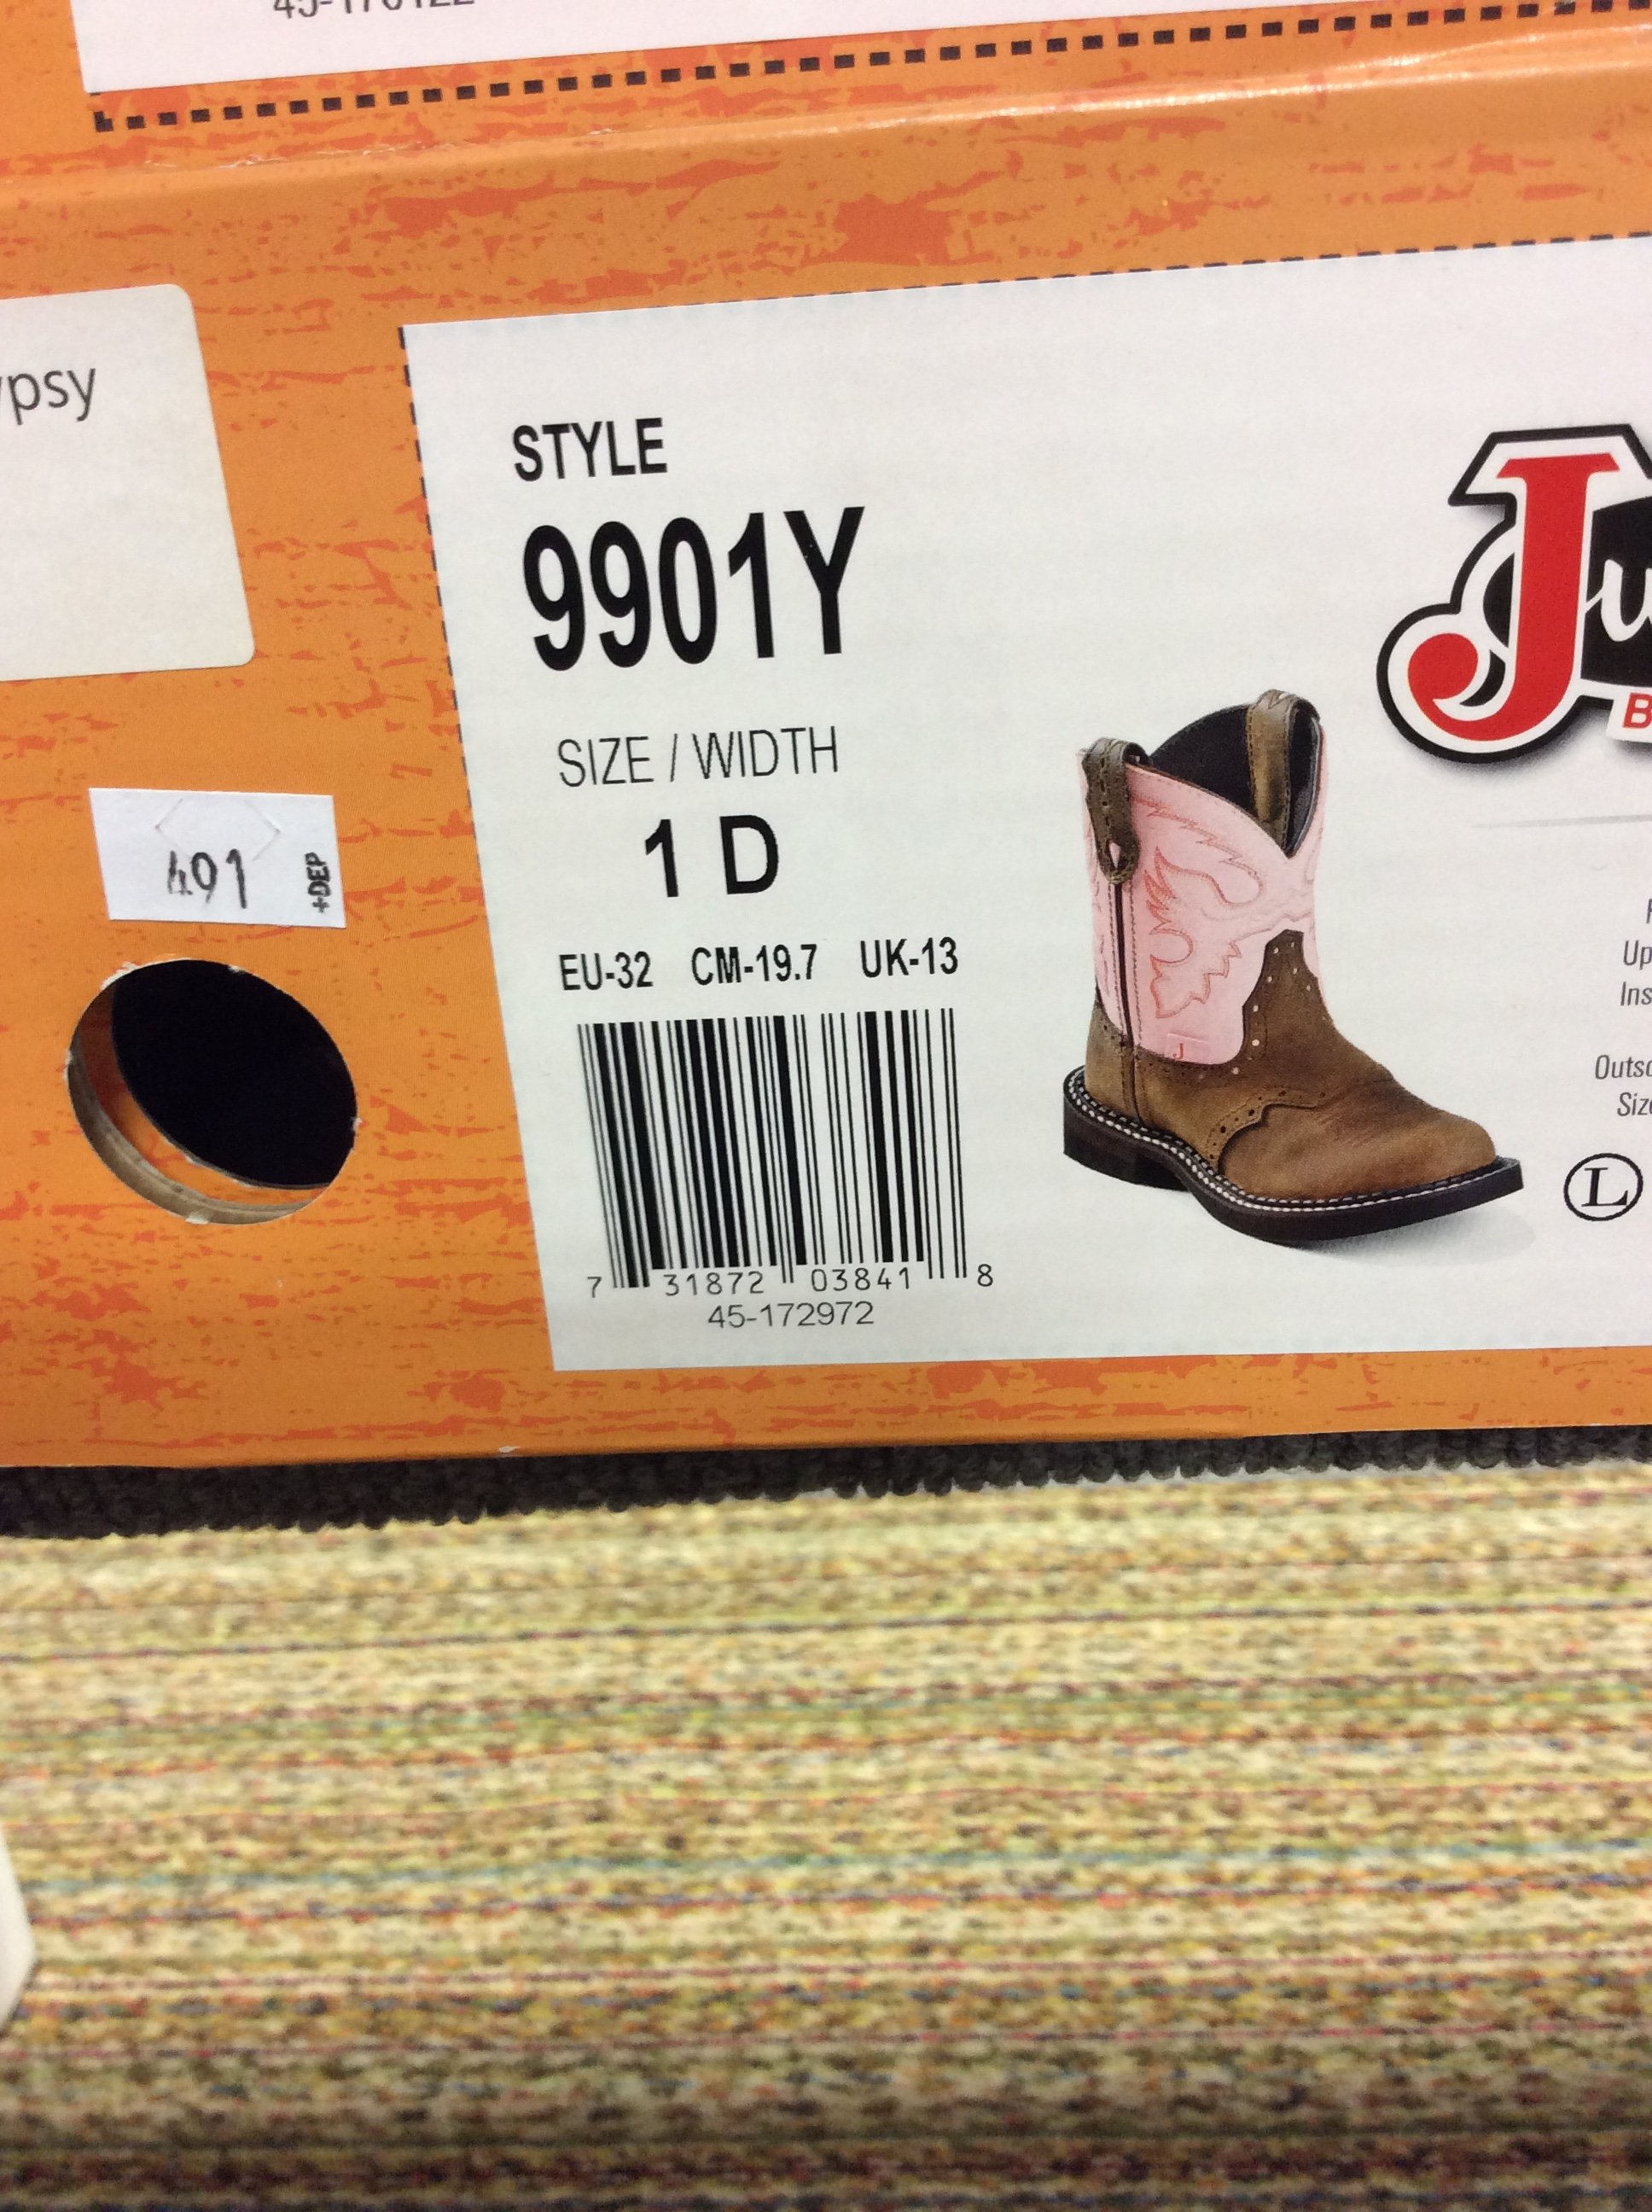 STYLE
9901Y
SIZE / WIDTH
1 D
EU-32 CM-19.7 UK-13
7 31872 03841 8
45-172972
491
+DEP
J
L